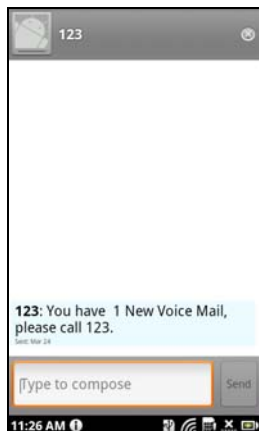 123
123: You have  1 New Voice Mail,
please call 123.
Sent: Mar 24
Type to compose
Send
11:26 AM